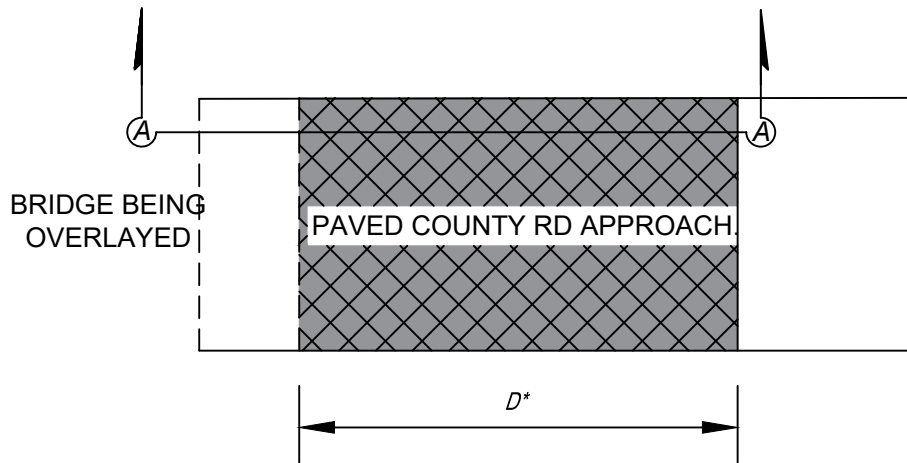 A A
BRIDGE BEING
OVERLAYED
PAVED COUNTY RD APPROACH.
D*